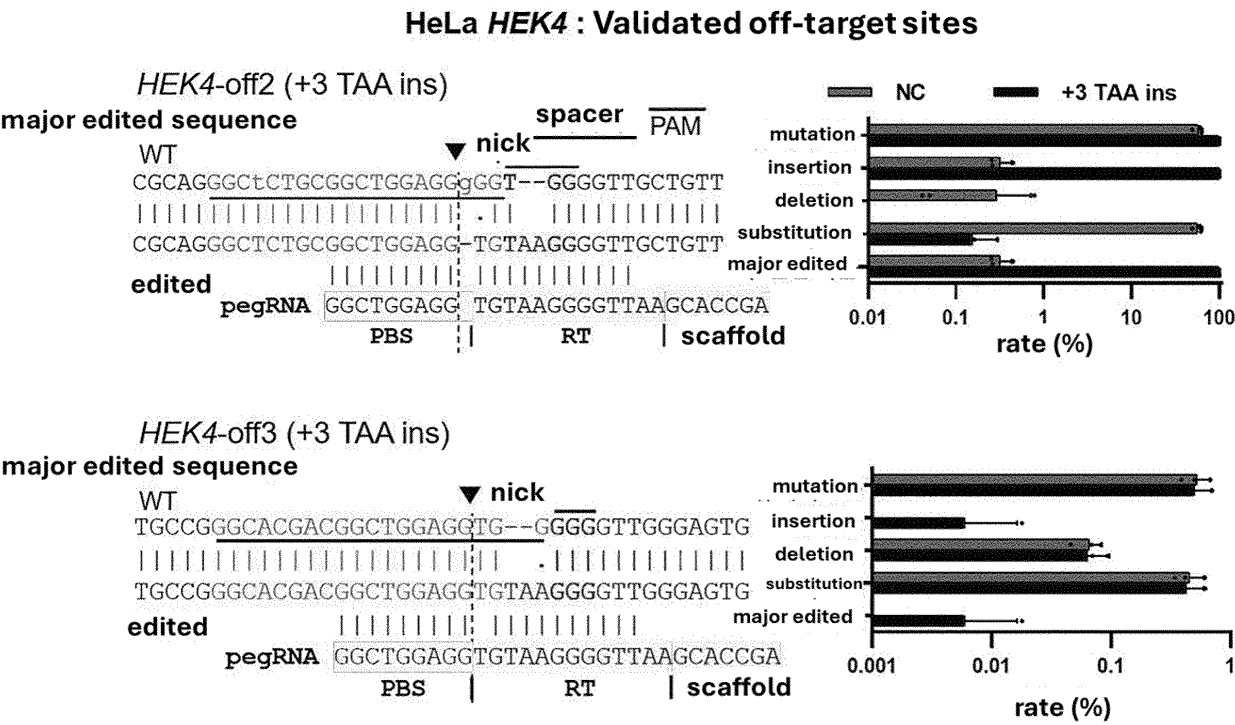 HeLa HEK4 : Validated off-target sites
HEK4-off2 (+3 TAA ins)
major edited sequence
spacer
PAM
nick
WT
CGCAGGGCtCTGCGGCTGGAGGgGGT--GGGGTTGCTGTT
CGCAGGGCTCTGCGGCTGGAGG-TGTAAGGGGTTGCTGTT
edited
pegRNA GGCTGGAGG TGTAAGGGGTTAAGCACCGA
PBS | RT | scaffold
NC +3 TAA ins
mutation
insertion
deletion
substitution
major edited
0.01 0.1 1 10 100
rate (%)
HEK4-off3 (+3 TAA ins)
major edited sequence
nick
WT
TGCCGGGCACGACGGCTGGAGGTG--GGGGGTTGGGAGTG
TGCCGGGCACGACGGCTGGAGGTGTAAGGGGTTGGGAGTG
edited
pegRNA GGCTGGAGGTGTAAGGGGTTAAGCACCGA
PBS | RT | scaffold
mutation
insertion
deletion
substitution
major edited
0.001 0.01 0.1 1
rate (%)